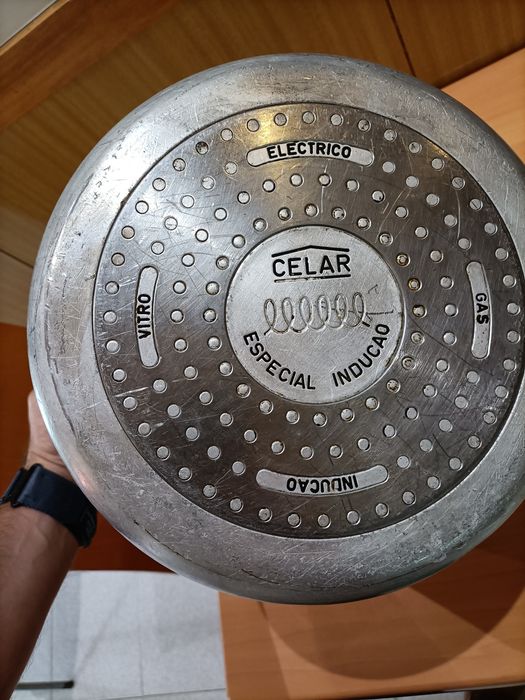 ELECTRICO
CELAR
ESPECIAL INDUCAO
VITRO
GAS
INDUCAO